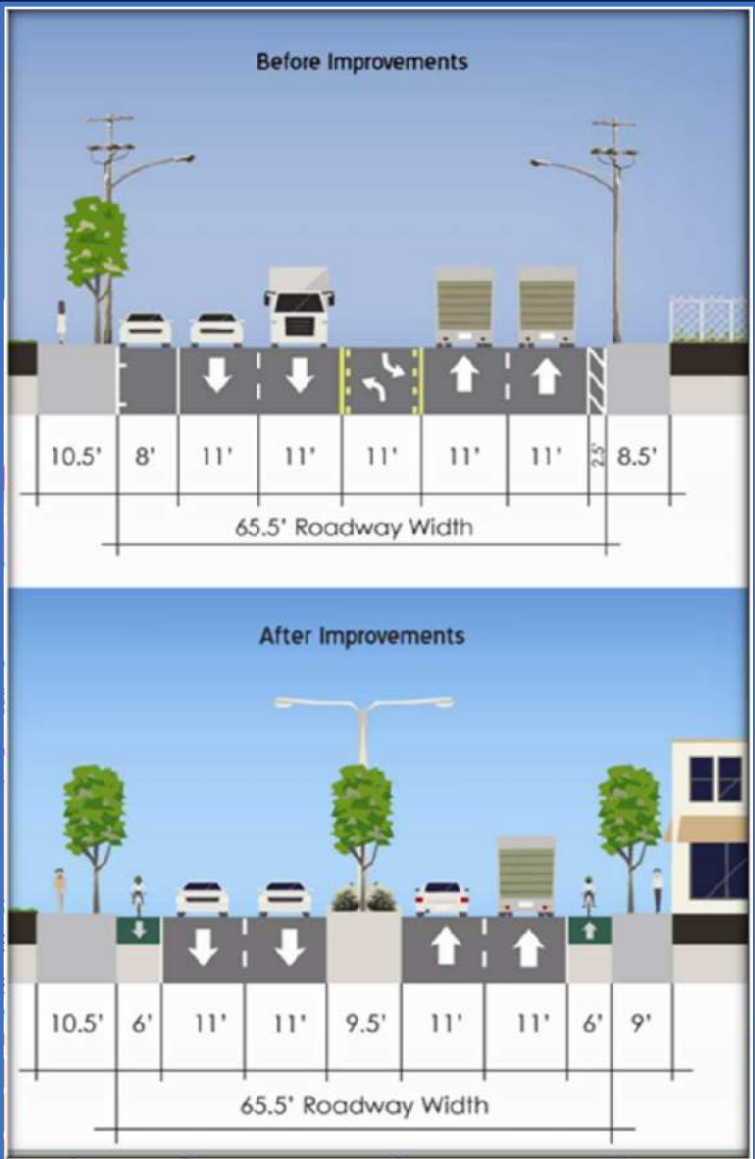 Before Improvements
10.5' 8' 11' 11' 11' 11' 11' 2.5' 8.5'
65.5' Roadway Width
After Improvements
10.5' 6' 11' 11' 9.5' 11' 11' 6' 9'
65.5' Roadway Width